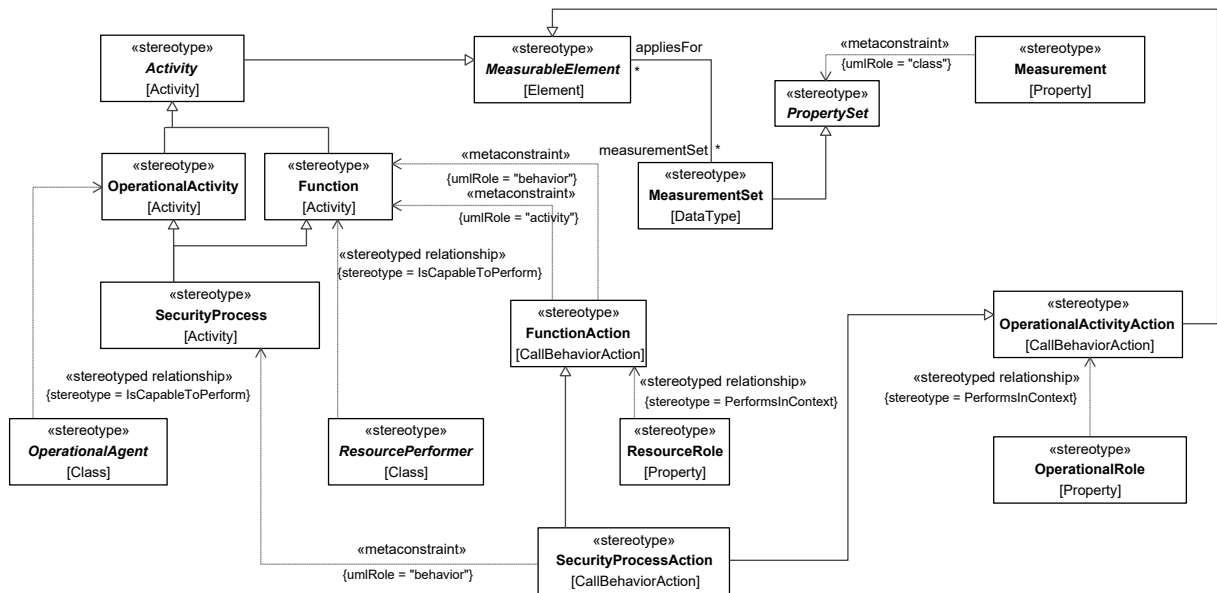 «stereotype»
Activity
[Activity]
«stereotype»
MeasurableElement
[Element]
appliesFor
*
«metaconstraint»
{umlRole = "class"}
«stereotype»
Measurement
[Property]
«stereotype»
PropertySet
measurementSet
*
«stereotype»
OperationalActivity
[Activity]
«stereotype»
Function
[Activity]
«metaconstraint»
{umlRole = "behavior"}
«metaconstraint»
{umlRole = "activity"}
«stereotype»
MeasurementSet
[DataType]
«stereotyped relationship»
{stereotype = IsCapableToPerform}
«stereotype»
SecurityProcess
[Activity]
«stereotype»
FunctionAction
[CallBehaviorAction]
«stereotype»
OperationalActivityAction
[CallBehaviorAction]
«stereotyped relationship»
{stereotype = IsCapableToPerform}
«stereotyped relationship»
{stereotype = PerformsInContext}
«stereotyped relationship»
{stereotype = PerformsInContext}
«stereotype»
OperationalAgent
[Class]
«stereotype»
ResourcePerformer
[Class]
«stereotype»
ResourceRole
[Property]
«stereotype»
OperationalRole
[Property]
«metaconstraint»
{umlRole = "behavior"}
«stereotype»
SecurityProcessAction
[CallBehaviorAction]